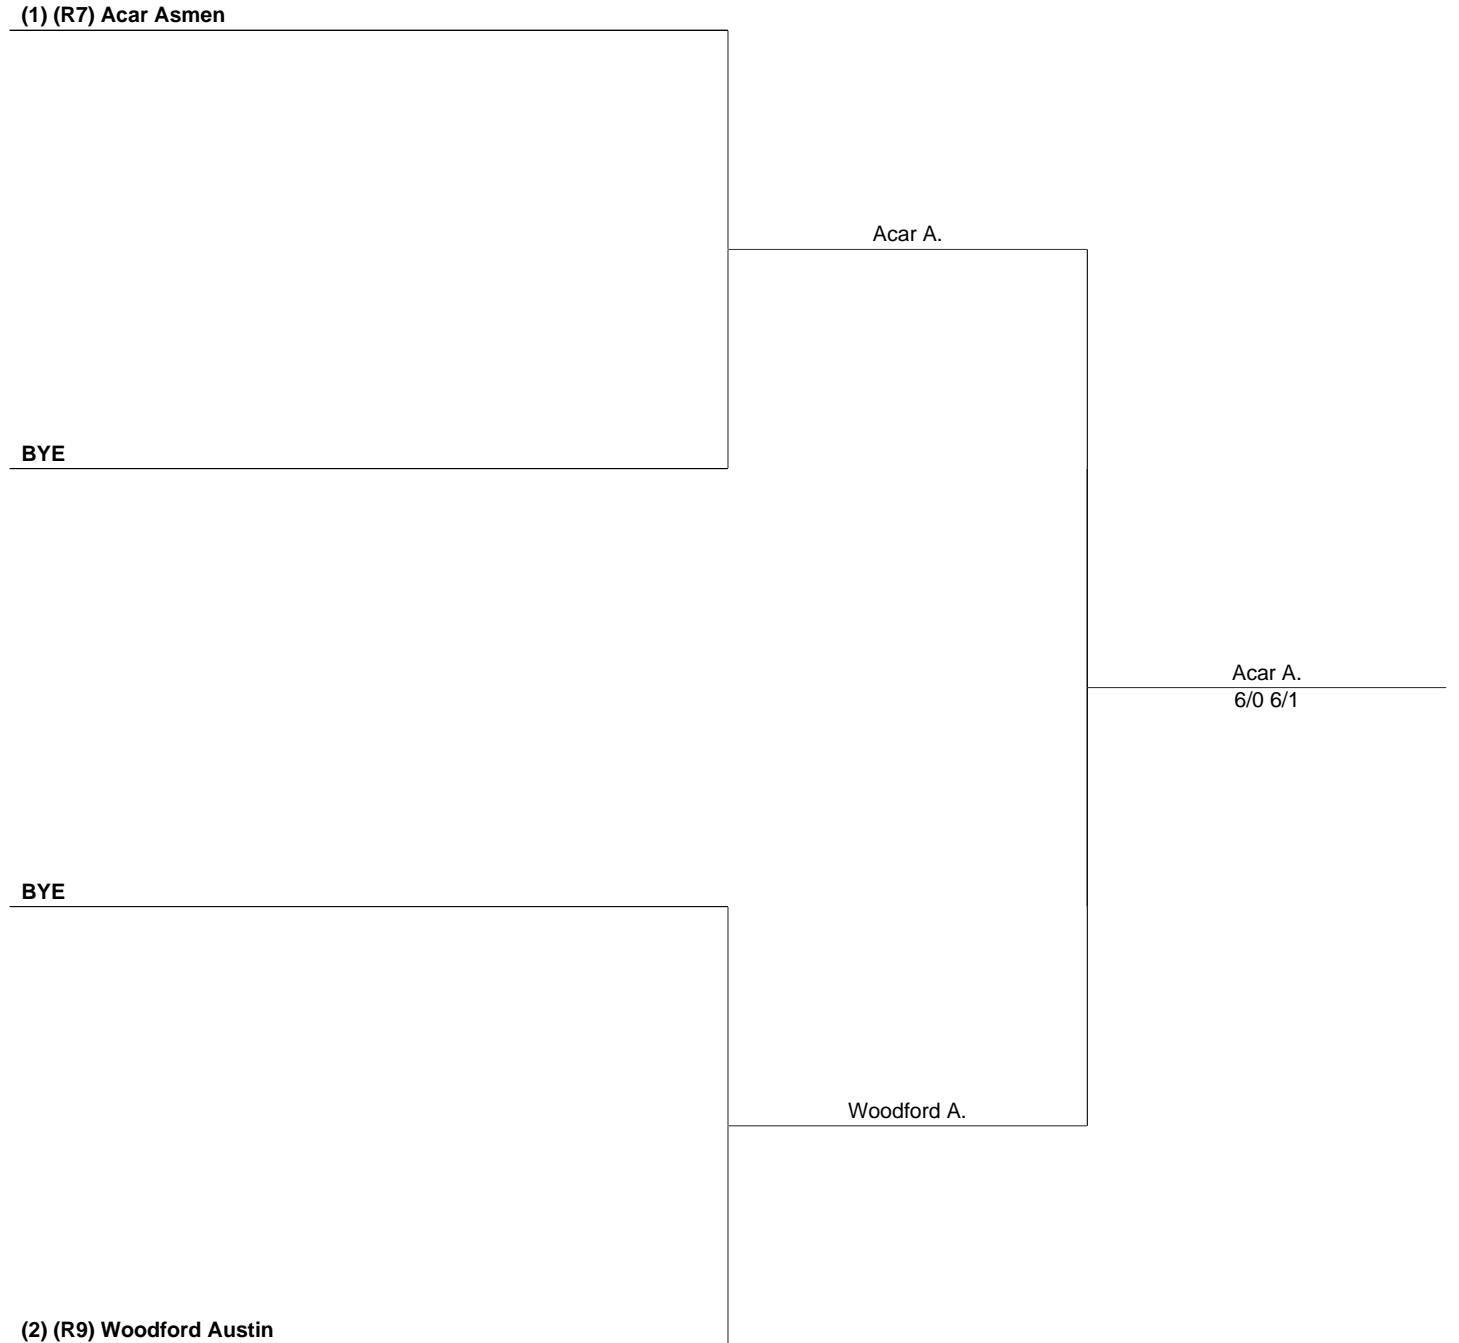 (1) (R7) Acar Asmen
Acar A.
BYE
Acar A.
6/0 6/1
BYE
Woodford A.
(2) (R9) Woodford Austin